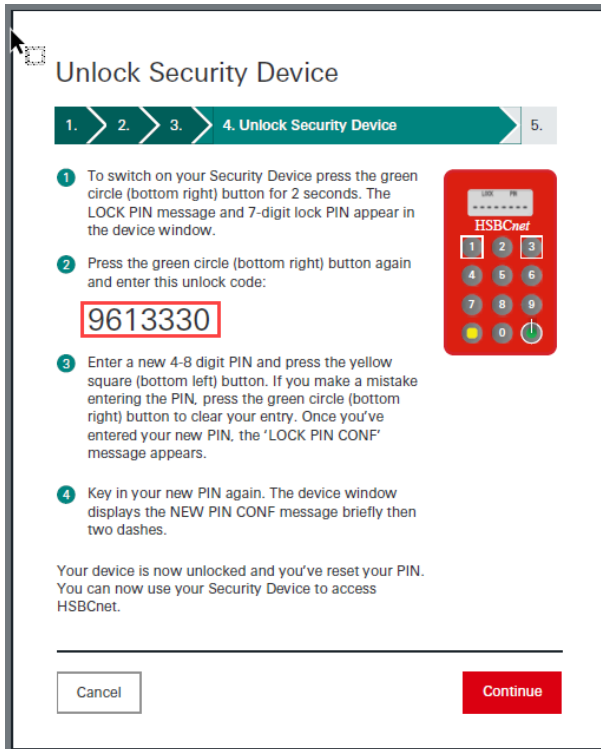 Unlock Security Device
1. 2. 3. 4. Unlock Security Device 5.
1 To switch on your Security Device press the green
circle (bottom right) button for 2 seconds. The
LOCK PIN message and 7-digit lock PIN appear in
the device window.
2 Press the green circle (bottom right) button again
and enter this unlock code:
9613330
3 Enter a new 4-8 digit PIN and press the yellow
square (bottom left) button. If you make a mistake
entering the PIN, press the green circle (bottom
right) button to clear your entry. Once you've
entered your new PIN, the ‘LOCK PIN CONF’
message appears.
4 Key in your new PIN again. The device window
displays the NEW PIN CONF message briefly then
two dashes.
Your device is now unlocked and you've reset your PIN.
You can now use your Security Device to access
HSBCnet.
LOCK PIN
--------
HSBCnet
1 2 3
4 5 6
7 8 9
0
Cancel
Continue